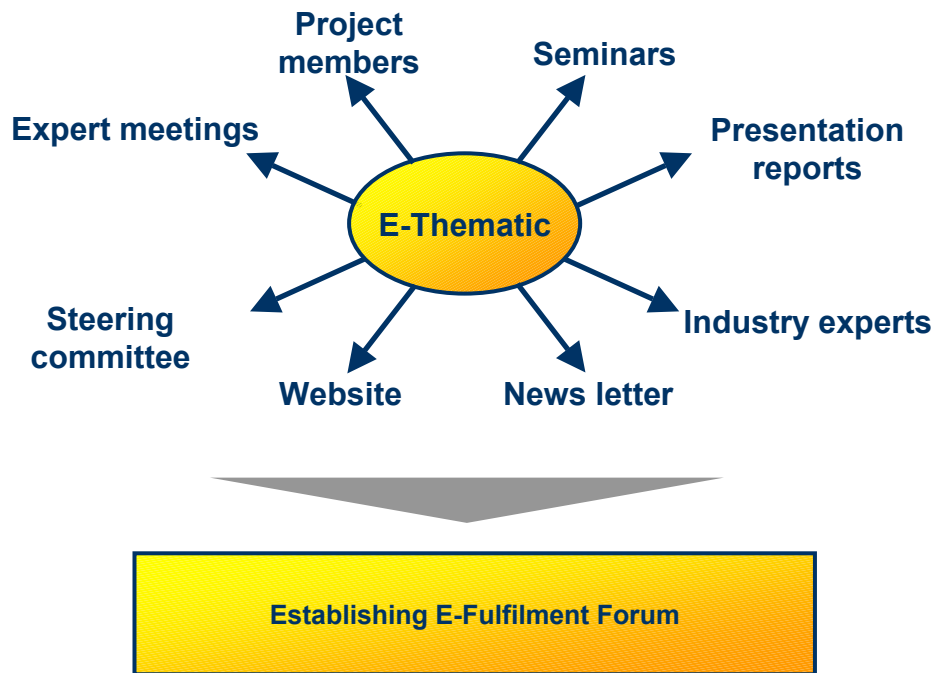 Project
members
Seminars
Expert meetings
Presentation
reports
E-Thematic
Steering
committee
Industry experts
Website
News letter
Establishing E-Fulfilment Forum